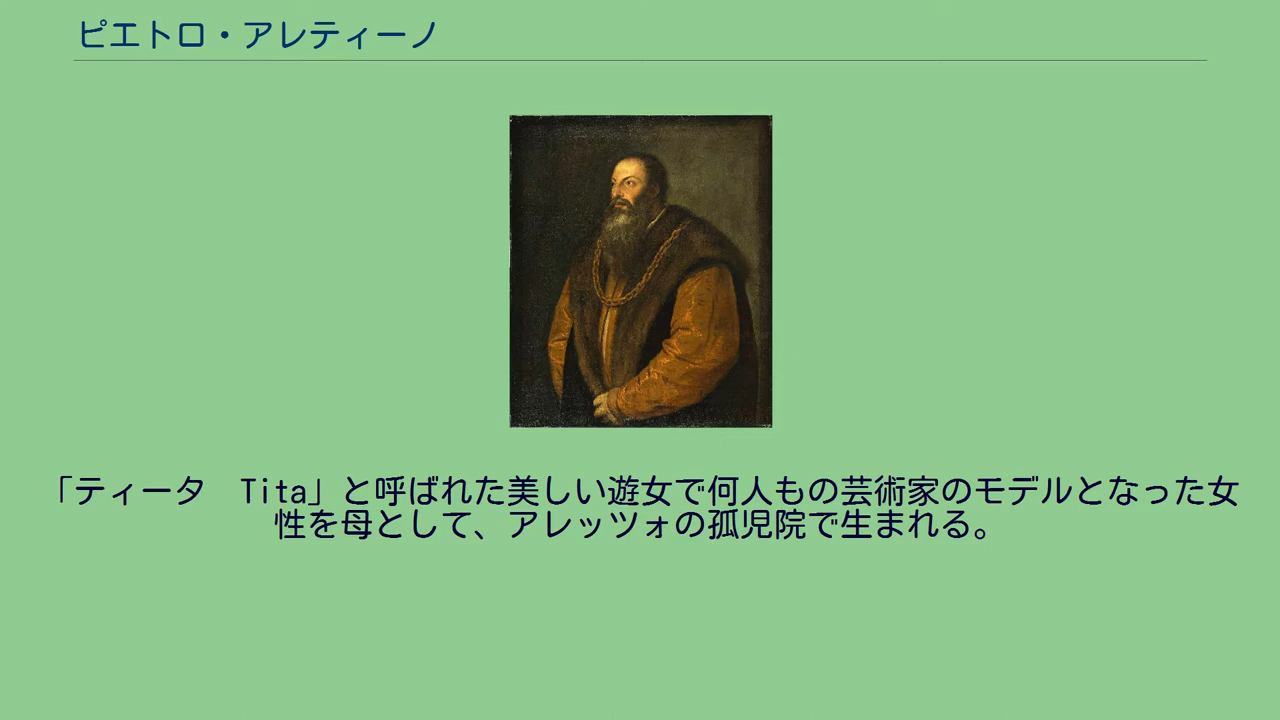 ピエトロ・アレティーノ
「ティータ　Tita」と呼ばれた美しい遊女で何人もの芸術家のモデルとなった女
性を母として、アレッツォの孤児院で生まれる。